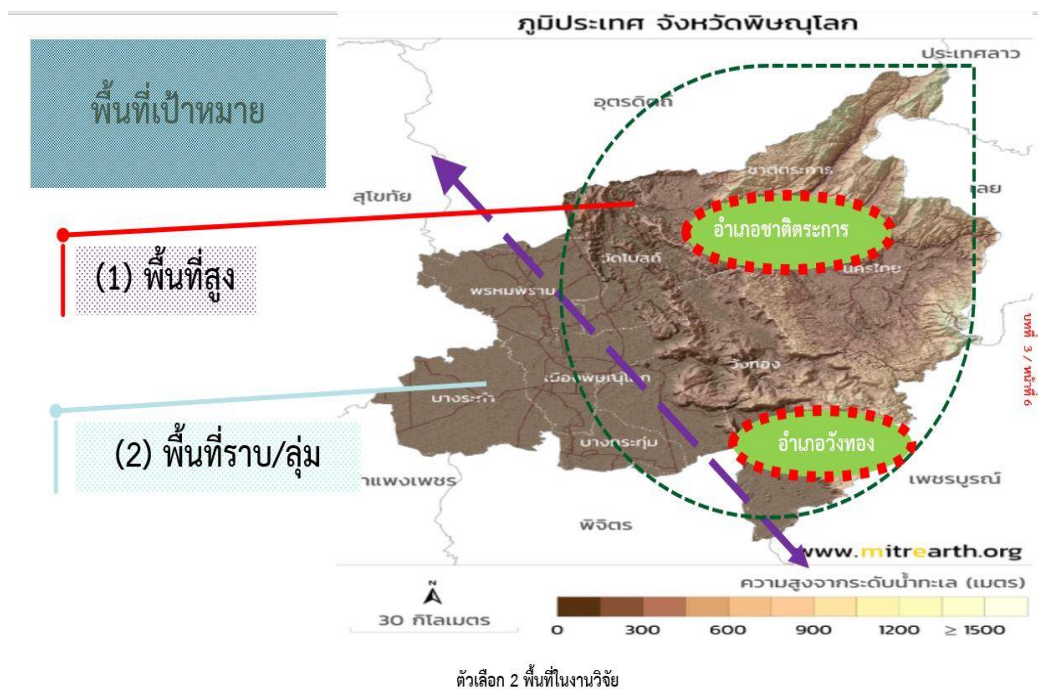 ภูมิประเทศ จังหวัดพิษณุโลก
ประเทศลาว
พื้นที่เป้าหมาย
อุตรดิตถ์
ชาติตระการ
สุโขทัย
เลย
อำเภอชาติตระการ
(1) พื้นที่สูง
วัดโบสถ์
นครไทย
พรหมพิราม
บทที่ 3 / หน้าที่ 6
วังทอง
เมืองพิษณุโลก
บางระกำ
(2) พื้นที่ราบ/ลุ่ม
บางกระทุ่ม
อำเภอวังทอง
กำแพงเพชร
เพชรบูรณ์
พิจิตร
www.mitrearth.org
ความสูงจากระดับน้ำทะเล (เมตร)
N
30 กิโลเมตร
0 300 600 900 1200 ≥ 1500
ตัวเลือก 2 พื้นที่ในงานวิจัย